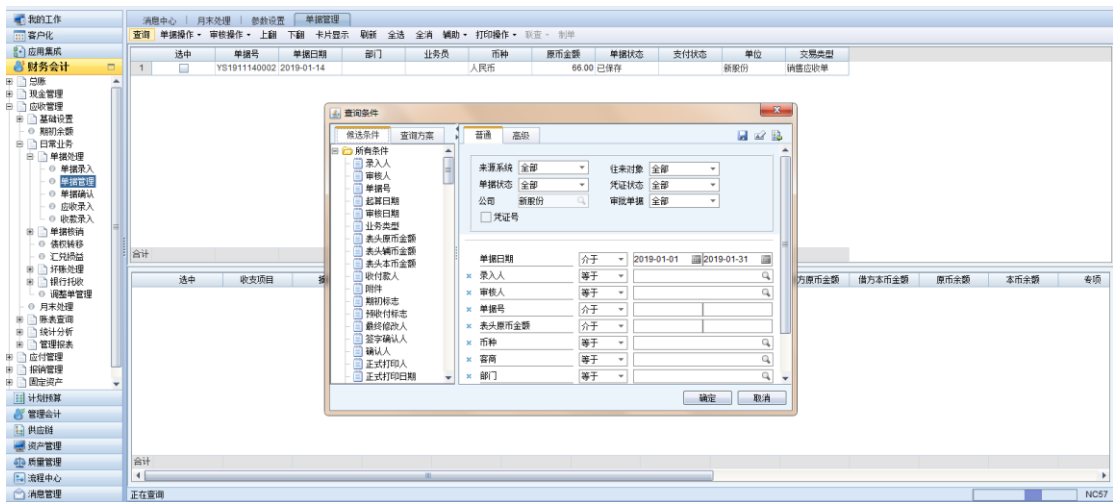 我的工作
消息中心 | 月末处理 | 参数设置 单据管理
客户化
查询 单据操作 审核操作 上翻 下翻 卡片显示 刷新 全选 全消 辅助 打印操作 联查 制单
应用集成
选中 单据号 单据日期 部门 业务员 币种 原币金额 单据状态 支付状态 单位 交易类型
财务会计
1 YS1911140002 2019-01-14 人民币 66.00 已保存 新股份 销售应收单
总账
现金管理
应收管理
基础设置
期初余额
日常业务
单据处理
单据录入
单据管理
单据确认
应收录入
收款录入
单据核销
债权转移
汇兑损益
坏账处理
银行托收
调整单管理
月末处理
账表查询
统计分析
管理报表
应付管理
报销管理
固定资产
计划预算
管理会计
供应链
资产管理
质量管理
流程中心
消息管理
查询条件
候选条件 查询方案
所有条件
录入人
审核人
单据号
起算日期
审核日期
业务类型
表头原币金额
表头辅币金额
表头本币金额
收付款人
附件
期初标志
预收付标志
最终修改人
签字确认人
确认人
正式打印人
正式打印日期
普通 高级
来源系统 全部 往来对象 全部
单据状态 全部 凭证状态 全部
公司 新股份 审批单据 全部
凭证号
单据日期 介于 2019-01-01 2019-01-31
录入人 等于
审核人 等于
单据号 介于
表头原币金额 介于
币种 等于
客商 等于
部门 等于
确定 取消
合计
选中 收支项目 方原币金额 借方本币金额 原币余额 本币余额 专项
合计
正在查询 NC57